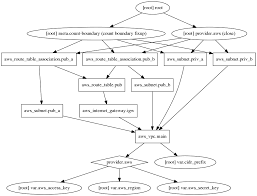 [root] root
[root] meta.count-boundary (count boundary fixup)
[root] provider.aws (close)
aws_route_table_association.pub_a
aws_route_table_association.pub_b
aws_subnet.priv_a
aws_subnet.priv_b
aws_route_table.pub
aws_subnet.pub_a
aws_internet_gateway.igw
aws_subnet.pub_b
aws_vpc.main
provider.aws
[root] var.cidr_prefix
[root] var.aws_access_key
[root] var.aws_region
[root] var.aws_secret_key